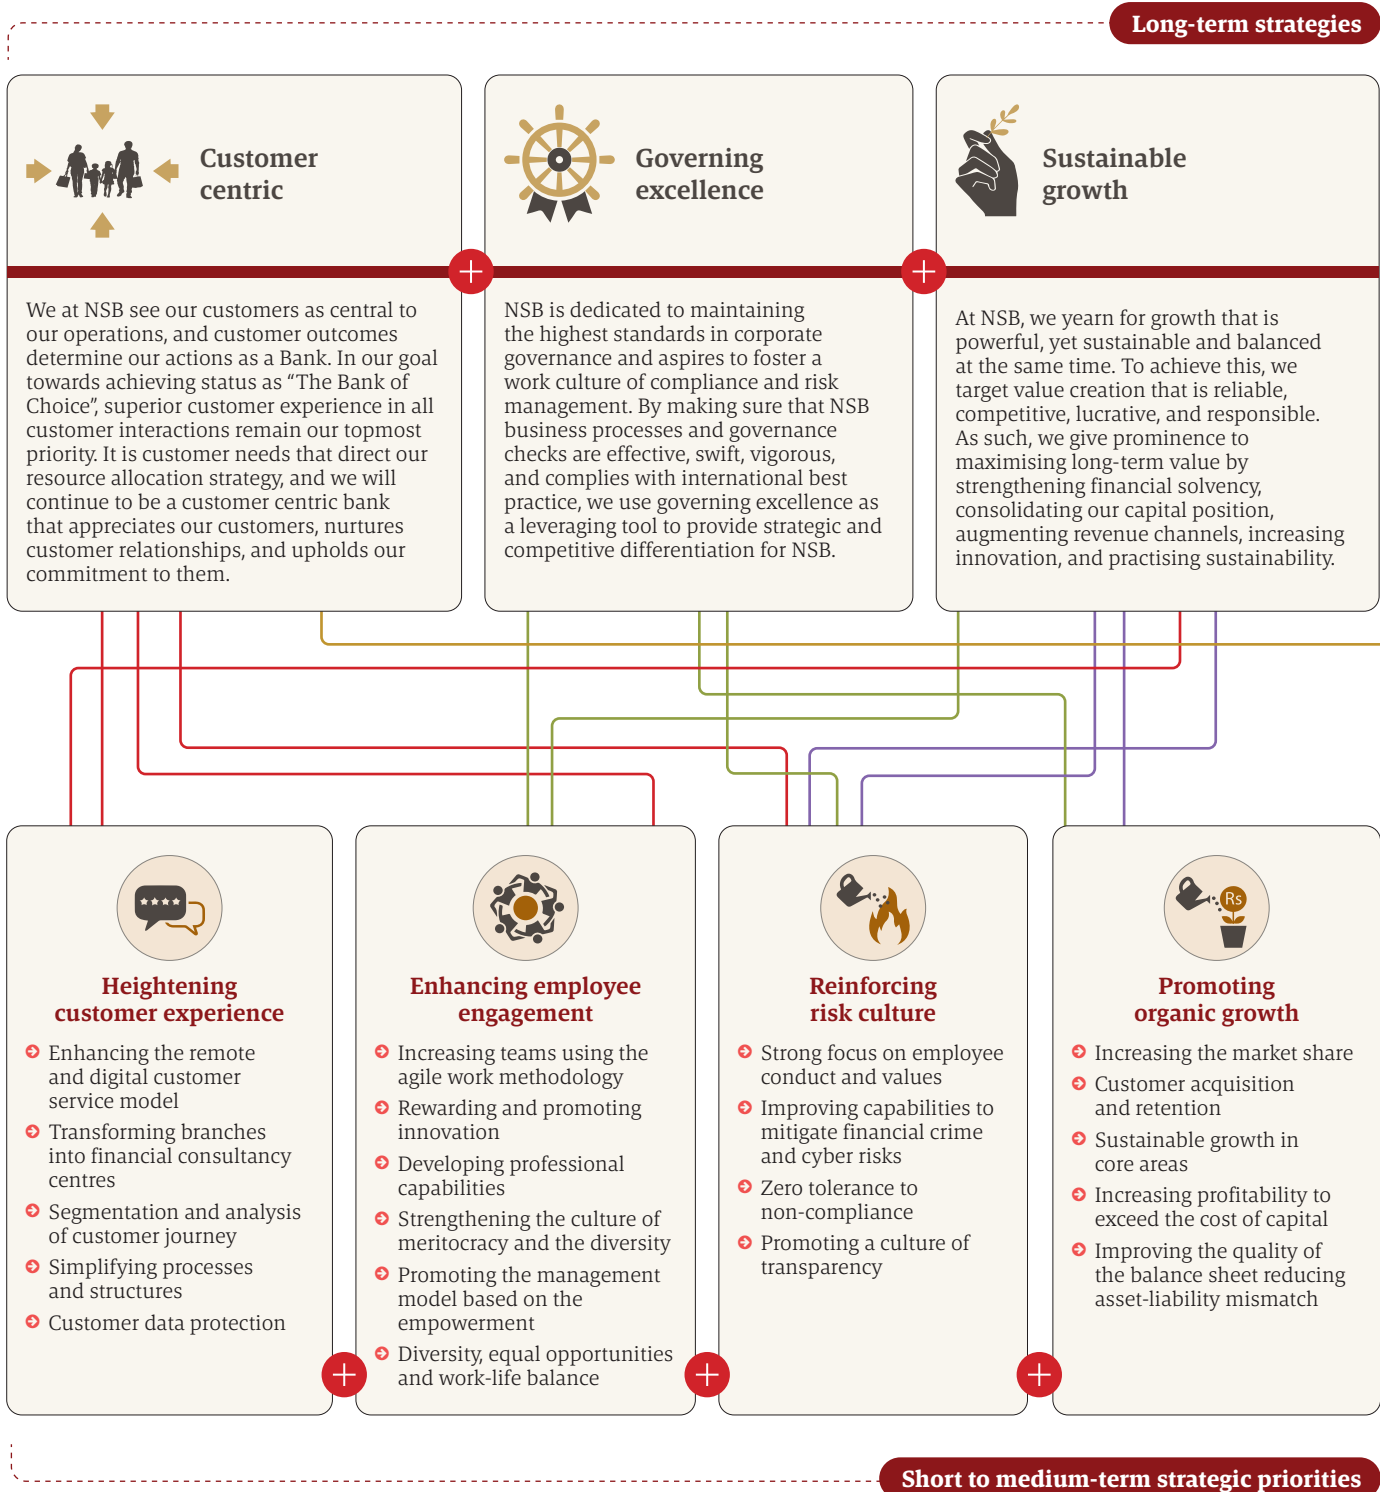 Long-term strategies
Customer
centric
We at NSB see our customers as central to
our operations, and customer outcomes
determine our actions as a Bank. In our goal
towards achieving status as “The Bank of
Choice”, superior customer experience in all
customer interactions remain our topmost
priority. It is customer needs that direct our
resource allocation strategy, and we will
continue to be a customer centric bank
that appreciates our customers, nurtures
customer relationships, and upholds our
commitment to them.
Governing
excellence
NSB is dedicated to maintaining
the highest standards in corporate
governance and aspires to foster a
work culture of compliance and risk
management. By making sure that NSB
business processes and governance
checks are effective, swift, vigorous,
and complies with international best
practice, we use governing excellence as
a leveraging tool to provide strategic and
competitive differentiation for NSB.
Sustainable
growth
At NSB, we yearn for growth that is
powerful, yet sustainable and balanced
at the same time. To achieve this, we
target value creation that is reliable,
competitive, lucrative, and responsible.
As such, we give prominence to
maximising long-term value by
strengthening financial solvency,
consolidating our capital position,
augmenting revenue channels, increasing
innovation, and practising sustainability.
Heightening
customer experience
Enhancing the remote
and digital customer
service model
Transforming branches
into financial consultancy
centres
Segmentation and analysis
of customer journey
Simplifying processes
and structures
Customer data protection
Enhancing employee
engagement
Increasing teams using the
agile work methodology
Rewarding and promoting
innovation
Developing professional
capabilities
Strengthening the culture of
meritocracy and the diversity
Promoting the management
model based on the
empowerment
Diversity, equal opportunities
and work-life balance
Reinforcing
risk culture
Strong focus on employee
conduct and values
Improving capabilities to
mitigate financial crime
and cyber risks
Zero tolerance to
non-compliance
Promoting a culture of
transparency
Rs
Promoting
organic growth
Increasing the market share
Customer acquisition
and retention
Sustainable growth in
core areas
Increasing profitability to
exceed the cost of capital
Improving the quality of
the balance sheet reducing
asset-liability mismatch
Short to medium-term strategic priorities